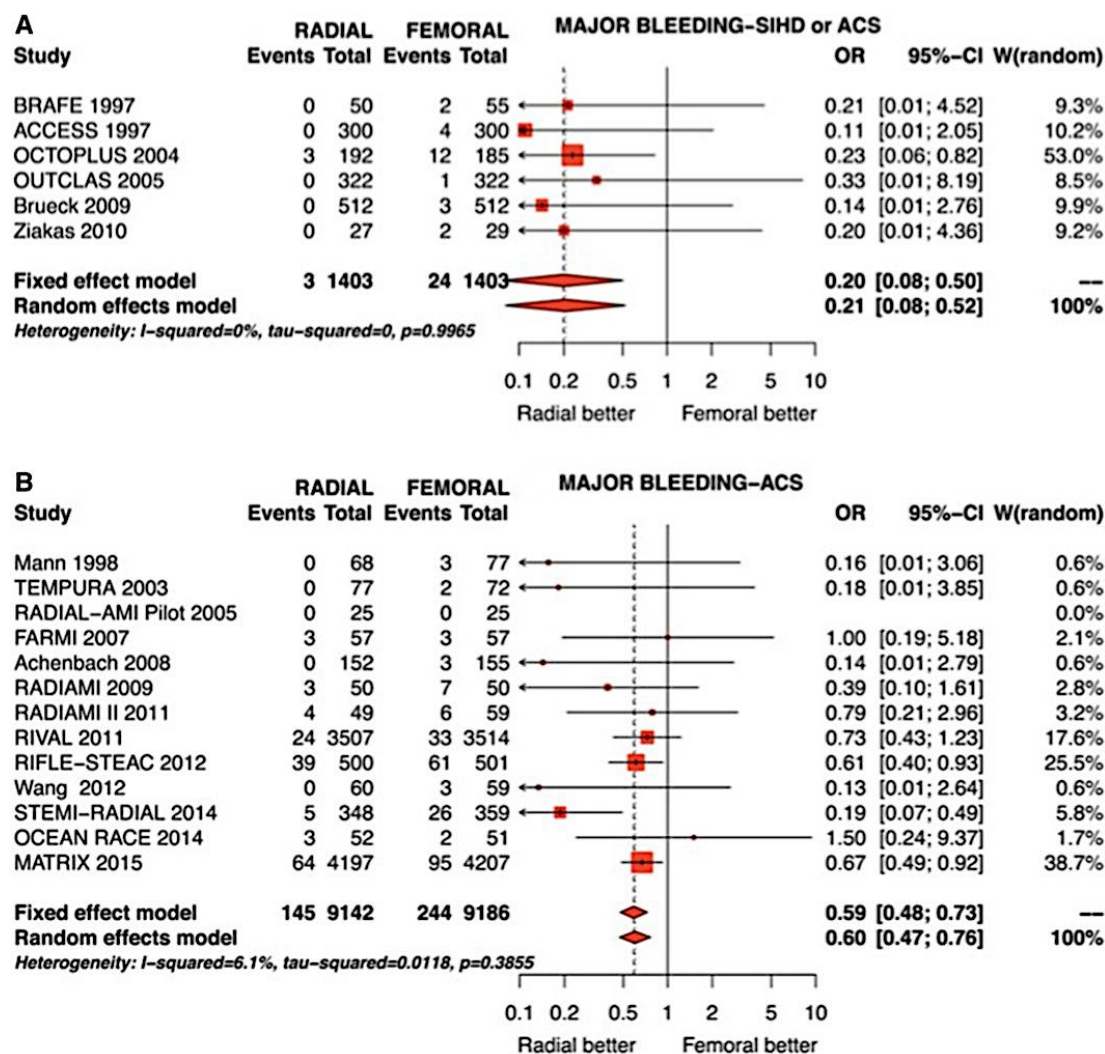 A
RADIAL FEMORAL MAJOR BLEEDING–SIHD or ACS
Study Events Total Events Total OR 95%–CI W(random)
BRAFE 1997 0 50 2 55 0.21 [0.01; 4.52] 9.3%
ACCESS 1997 0 300 4 300 0.11 [0.01; 2.05] 10.2%
OCTOPLUS 2004 3 192 12 185 0.23 [0.06; 0.82] 53.0%
OUTCLAS 2005 0 322 1 322 0.33 [0.01; 8.19] 8.5%
Brueck 2009 0 512 3 512 0.14 [0.01; 2.76] 9.9%
Ziakas 2010 0 27 2 29 0.20 [0.01; 4.36] 9.2%
Fixed effect model 3 1403 24 1403 0.20 [0.08; 0.50] ––
Random effects model 0.21 [0.08; 0.52] 100%
Heterogeneity: I–squared=0%, tau–squared=0, p=0.9965
0.1 0.2 0.5 1 2 5 10
Radial better Femoral better
B
RADIAL FEMORAL MAJOR BLEEDING–ACS
Study Events Total Events Total OR 95%–CI W(random)
Mann 1998 0 68 3 77 0.16 [0.01; 3.06] 0.6%
TEMPURA 2003 0 77 2 72 0.18 [0.01; 3.85] 0.6%
RADIAL–AMI Pilot 2005 0 25 0 25 0.0%
FARMI 2007 3 57 3 57 1.00 [0.19; 5.18] 2.1%
Achenbach 2008 0 152 3 155 0.14 [0.01; 2.79] 0.6%
RADIAMI 2009 3 50 7 50 0.39 [0.10; 1.61] 2.8%
RADIAMI II 2011 4 49 6 59 0.79 [0.21; 2.96] 3.2%
RIVAL 2011 24 3507 33 3514 0.73 [0.43; 1.23] 17.6%
RIFLE–STEAC 2012 39 500 61 501 0.61 [0.40; 0.93] 25.5%
Wang 2012 0 60 3 59 0.13 [0.01; 2.64] 0.6%
STEMI–RADIAL 2014 5 348 26 359 0.19 [0.07; 0.49] 5.8%
OCEAN RACE 2014 3 52 2 51 1.50 [0.24; 9.37] 1.7%
MATRIX 2015 64 4197 95 4207 0.67 [0.49; 0.92] 38.7%
Fixed effect model 145 9142 244 9186 0.59 [0.48; 0.73] ––
Random effects model 0.60 [0.47; 0.76] 100%
Heterogeneity: I–squared=6.1%, tau–squared=0.0118, p=0.3855
0.1 0.2 0.5 1 2 5 10
Radial better Femoral better